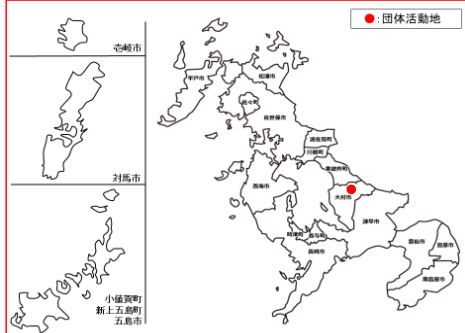 ●:団体活動地
壱岐市
対馬市
小値賀町
新上五島町
五島市
平戸市
松浦市
佐々町
佐世保市
波佐見町
川棚町
東彼杵町
西海市
大村市
諫早市
時津町
長与町
長崎市
雲仙市
島原市
南島原市